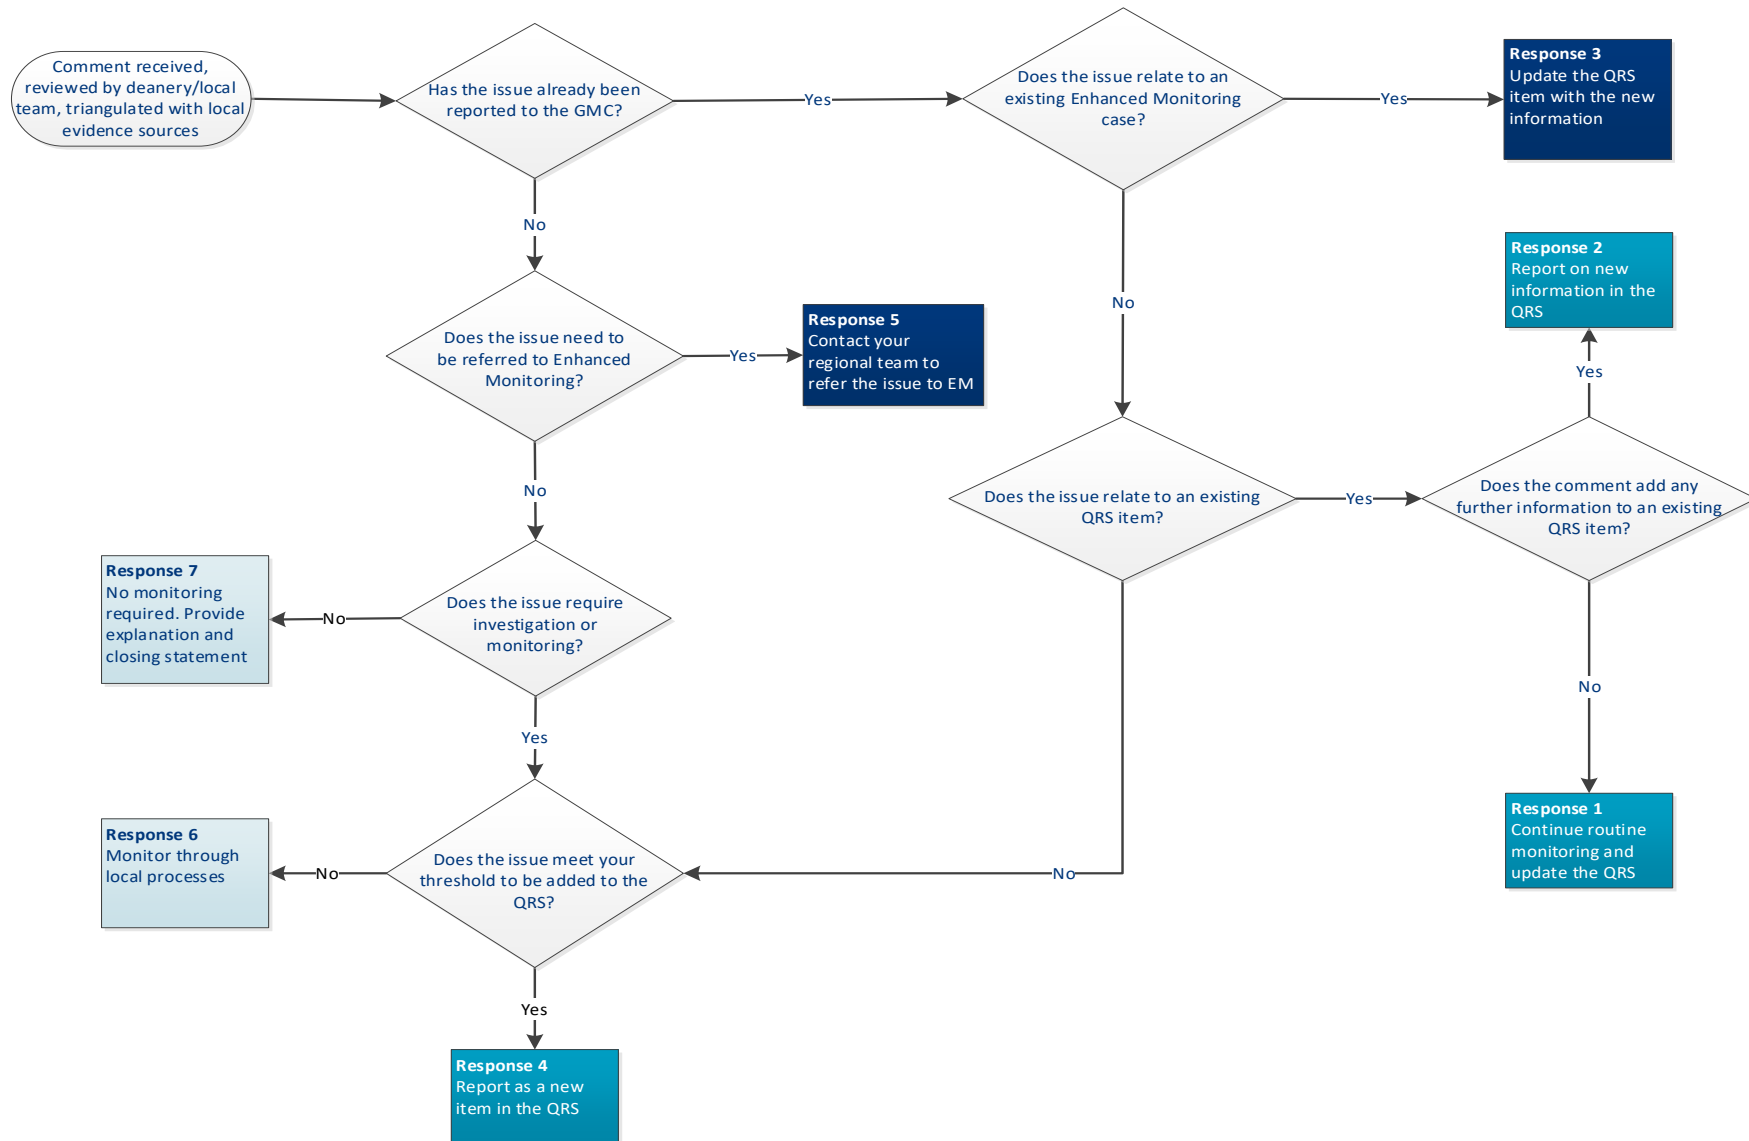 Comment received,
reviewed by deanery/local
team, triangulated with local
evidence sources
Has the issue already been
reported to the GMC?
Yes
Does the issue relate to an
existing Enhanced Monitoring
case?
Yes
Response 3
Update the QRS
item with the new
information
No
No
Response 2
Report on new
information in the
QRS
Does the issue need to
be referred to Enhanced
Monitoring?
Yes
Response 5
Contact your
regional team to
refer the issue to EM
Yes
No
Does the issue relate to an existing
QRS item?
Yes
Does the comment add any
further information to an existing
QRS item?
Response 7
No monitoring
required. Provide
explanation and
closing statement
No
Does the issue require
investigation or
monitoring?
No
Yes
Response 1
Continue routine
monitoring and
update the QRS
Response 6
Monitor through
local processes
No
Does the issue meet your
threshold to be added to the
QRS?
No
Yes
Response 4
Report as a new
item in the QRS